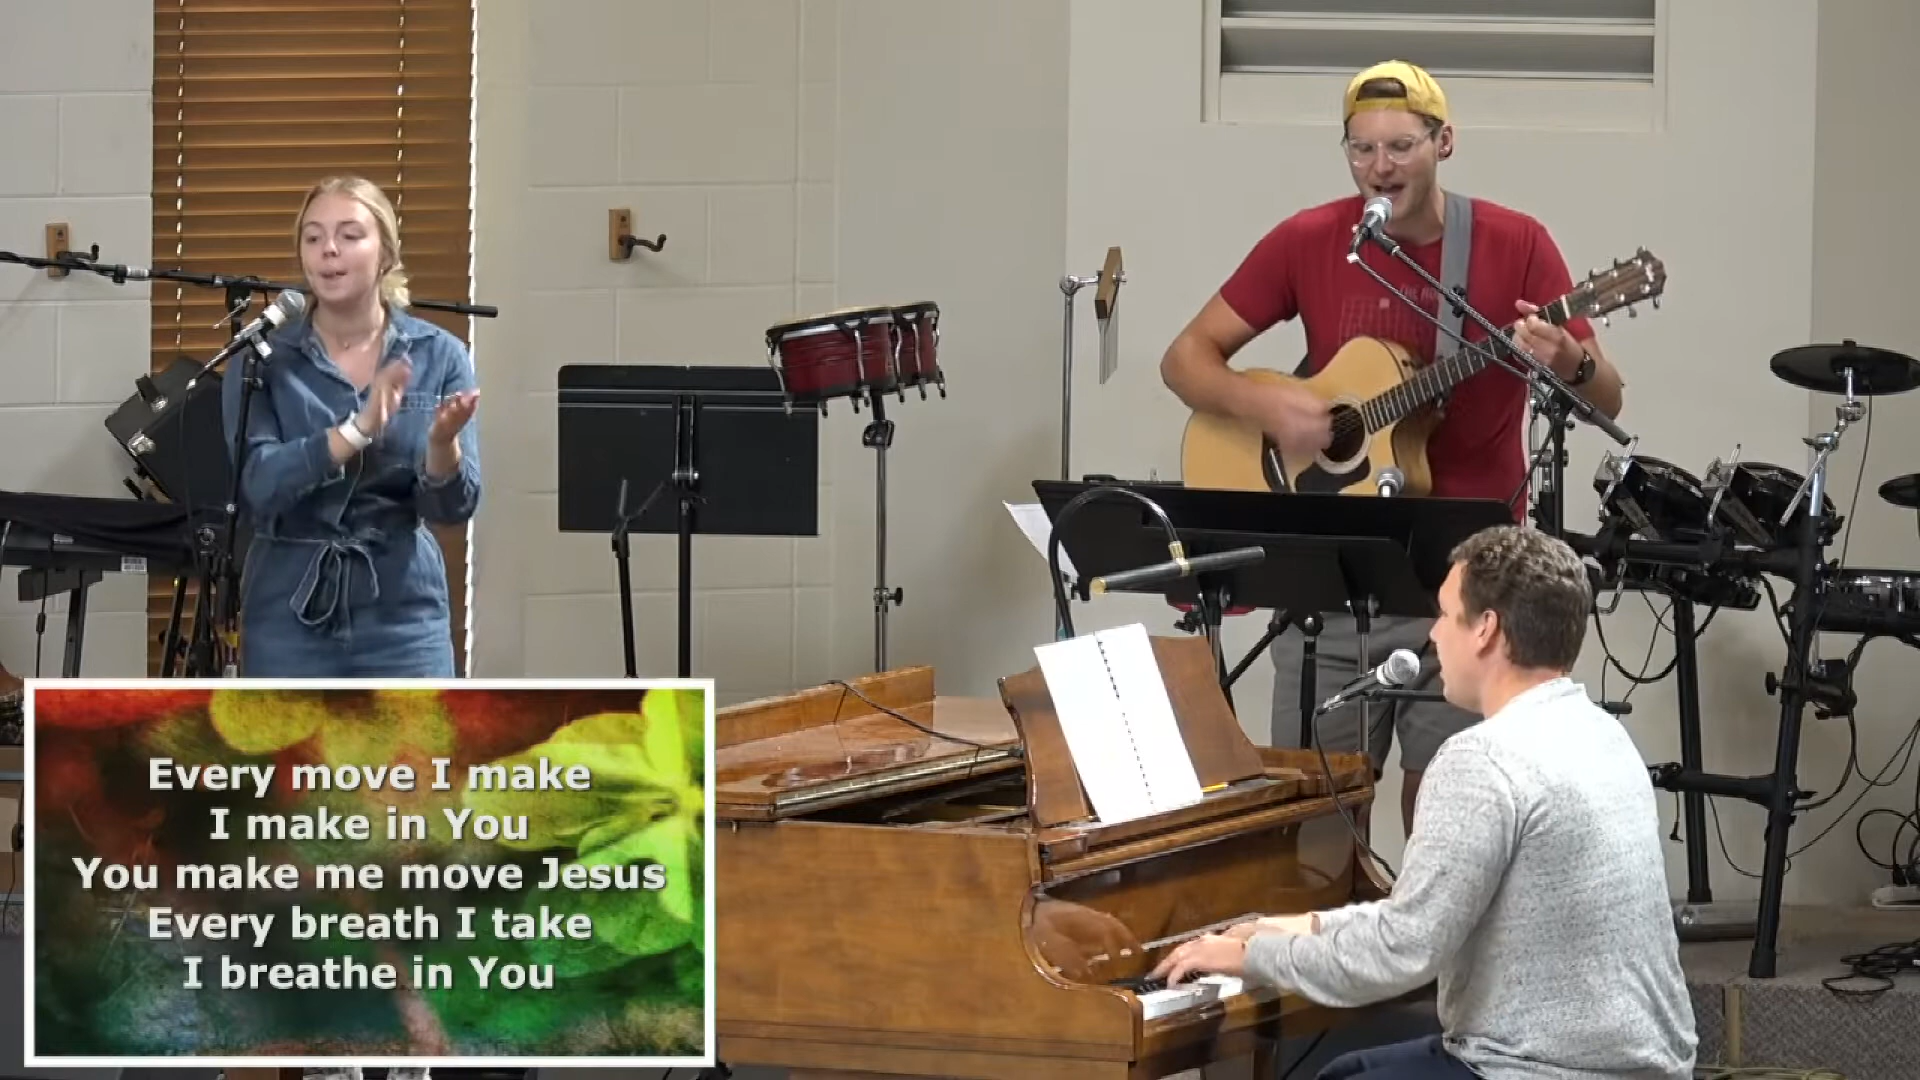 Every move I make
I make in You
You make me move Jesus
Every breath I take
I breathe in You